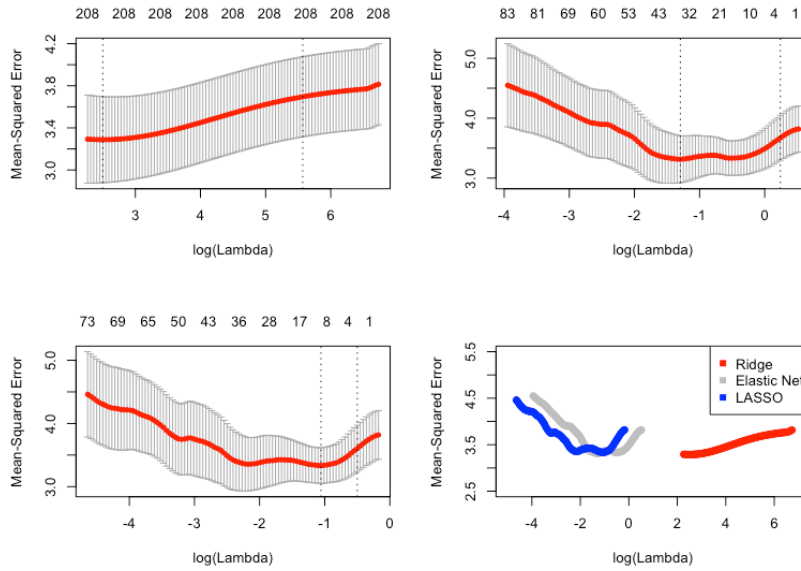 208 208 208 208 208 208 208 208
Mean-Squared Error
4.2
3.8
3.4
3.0
3 4 5 6
log(Lambda)
83 81 69 60 53 43 32 21 10 4 1
Mean-Squared Error
5.0
4.0
3.0
-4 -3 -2 -1 0
log(Lambda)
73 69 65 50 43 36 28 17 8 4 1
Mean-Squared Error
5.0
4.0
3.0
-4 -3 -2 -1 0
log(Lambda)
Mean-Squared Error
5.5
4.5
3.5
2.5
Ridge
Elastic Net
LASSO
-4 -2 0 2 4 6
log(Lambda)